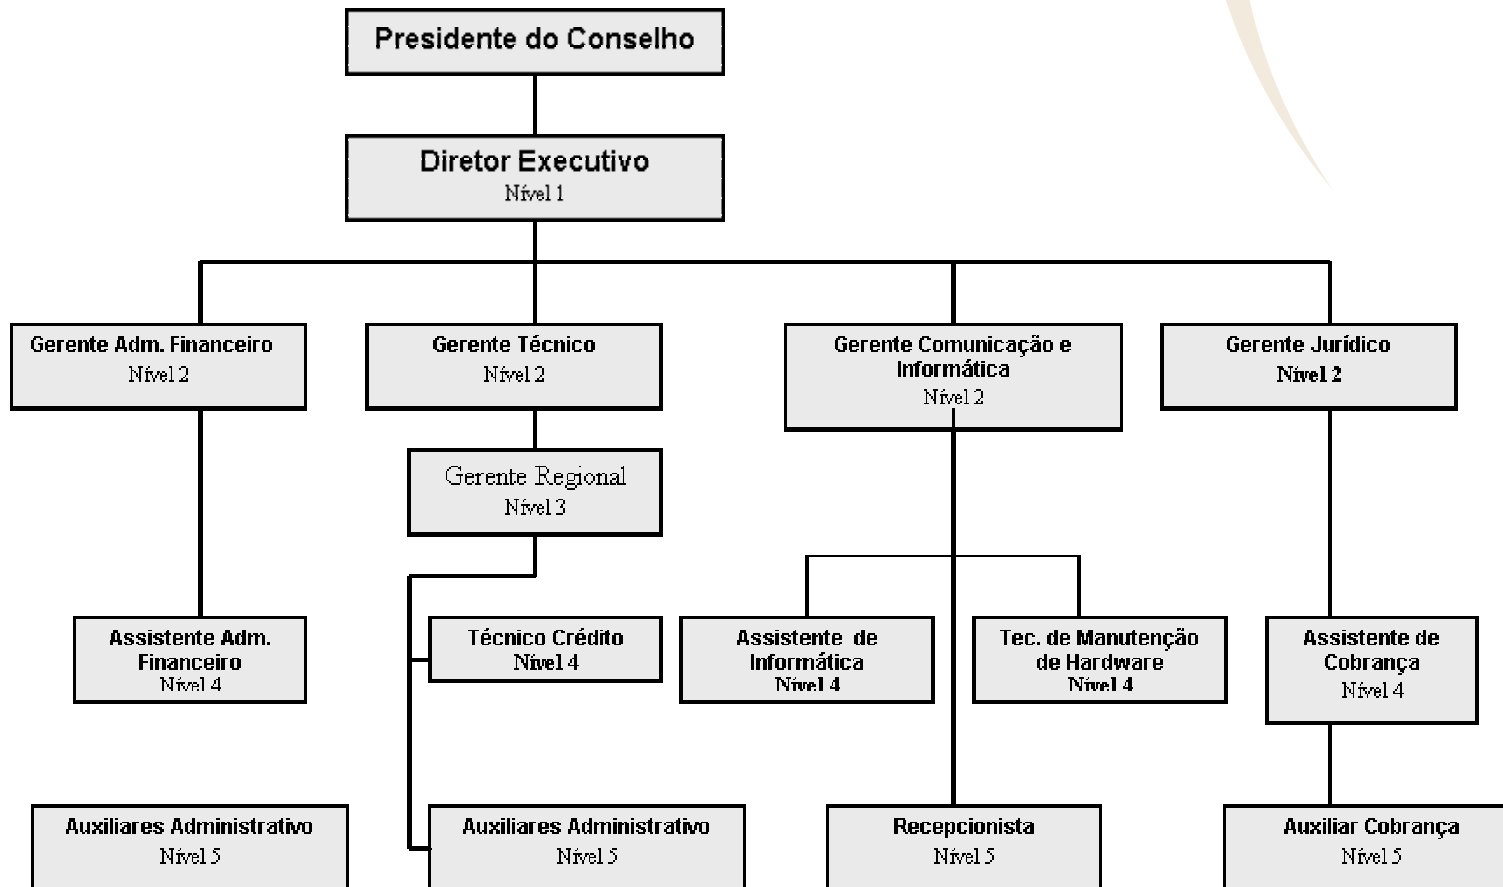 Presidente do Conselho
Diretor Executivo
Nível 1
Gerente Adm. Financeiro
Nível 2
Gerente Técnico
Nível 2
Gerente Comunicação e
Informática
Nível 2
Gerente Jurídico
Nível 2
Gerente Regional
Nível 3
Assistente Adm.
Financeiro
Nível 4
Técnico Crédito
Nível 4
Assistente de
Informática
Nível 4
Tec. de Manutenção
de Hardware
Nível 4
Assistente de
Cobrança
Nível 4
Auxiliares Administrativo
Nível 5
Auxiliares Administrativo
Nível 5
Recepcionista
Nível 5
Auxiliar Cobrança
Nível 5